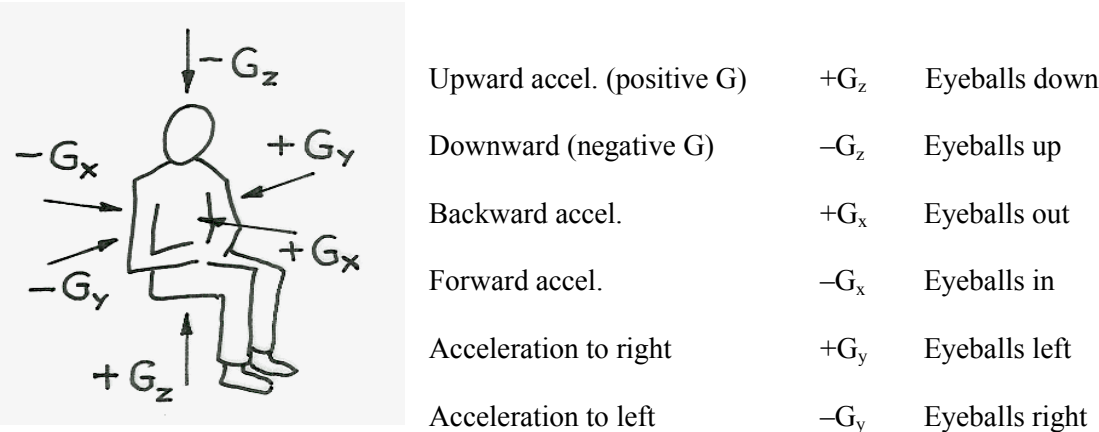 – Gz
– Gx
+ Gy
+ Gx
– Gy
+ Gz
Upward accel. (positive G) +Gz Eyeballs down
Downward (negative G) –Gz Eyeballs up
Backward accel. +Gx Eyeballs out
Forward accel. –Gx Eyeballs in
Acceleration to right +Gy Eyeballs left
Acceleration to left –Gy Eyeballs right